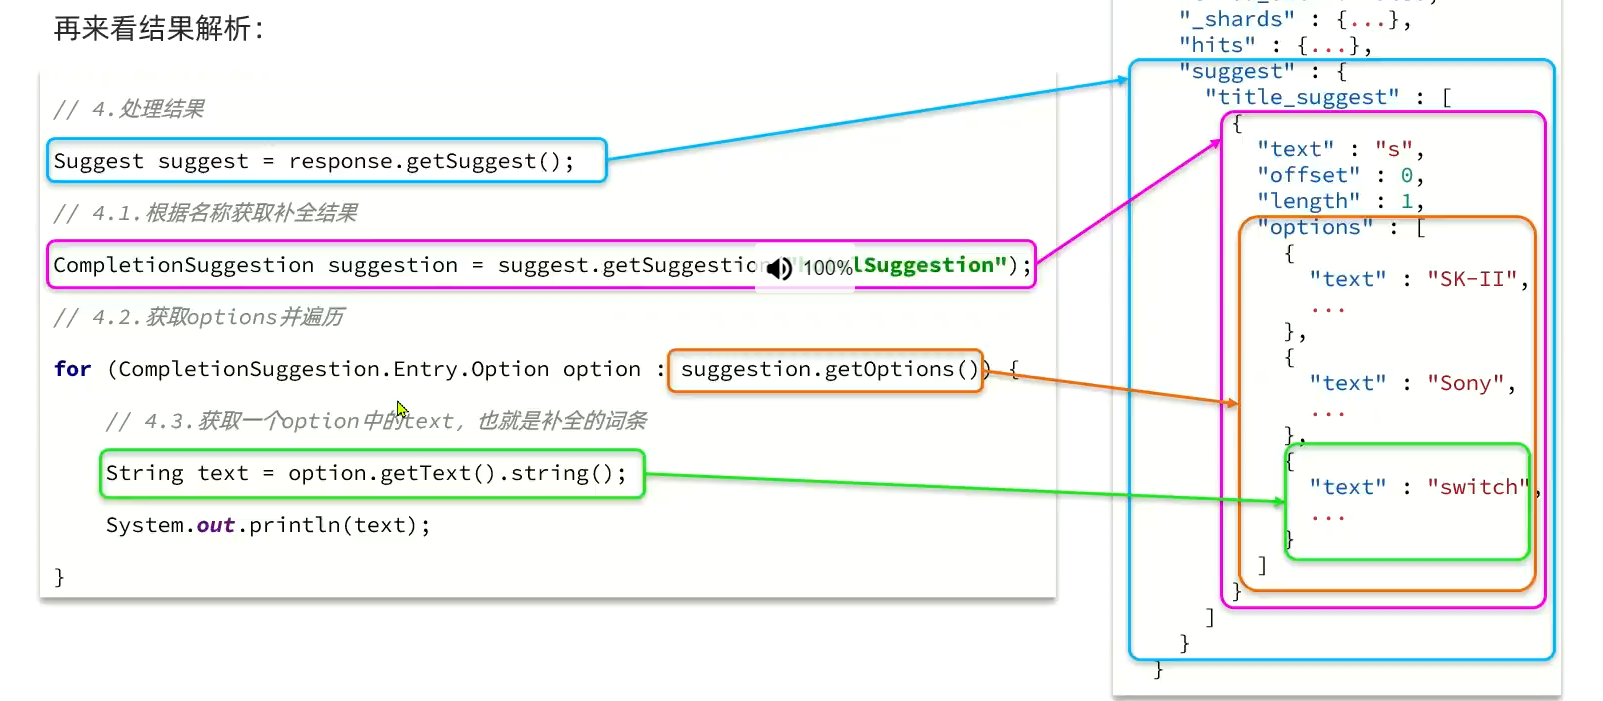 再来看结果解析：
// 4.处理结果
Suggest suggest = response.getSuggest();
// 4.1.根据名称获取补全结果
CompletionSuggestion suggestion = suggest.getSuggestio lSuggestion");
100%
// 4.2.获取options并遍历
for (CompletionSuggestion.Entry.Option option : suggestion.getOptions()) {
// 4.3.获取一个option中的text，也就是补全的词条
String text = option.getText().string();
System.out.println(text);
}
"_shards" : {...},
"hits" : {...},
"suggest" : {
"title_suggest" : [
{
"text" : "s",
"offset" : 0,
"length" : 1,
"options" : [
{
"text" : "SK-II",
...
},
{
"text" : "Sony",
...
},
{
"text" : "switch",
...
}
]
}
]
}
}